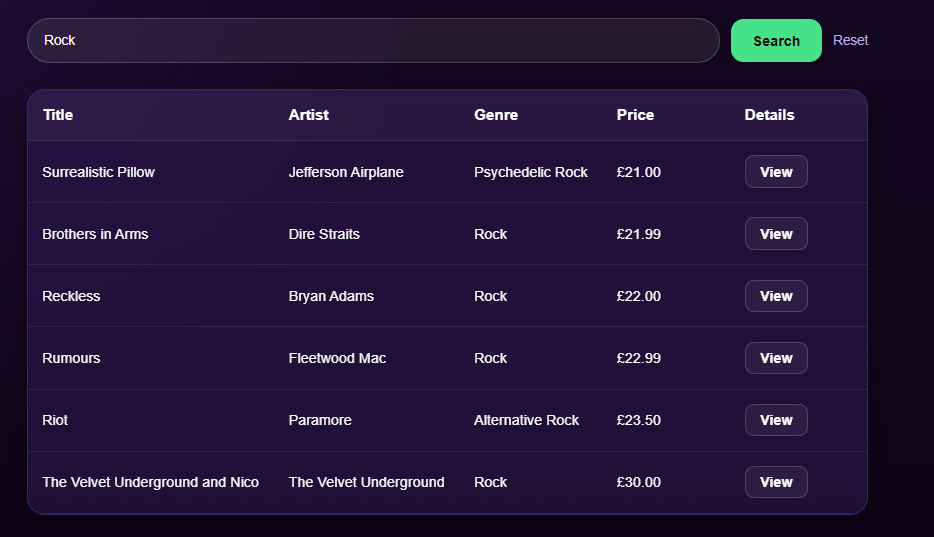 Rock Search Reset
Title Artist Genre Price Details
Surrealistic Pillow Jefferson Airplane Psychedelic Rock £21.00 View
Brothers in Arms Dire Straits Rock £21.99 View
Reckless Bryan Adams Rock £22.00 View
Rumours Fleetwood Mac Rock £22.99 View
Riot Paramore Alternative Rock £23.50 View
The Velvet Underground and Nico The Velvet Underground Rock £30.00 View